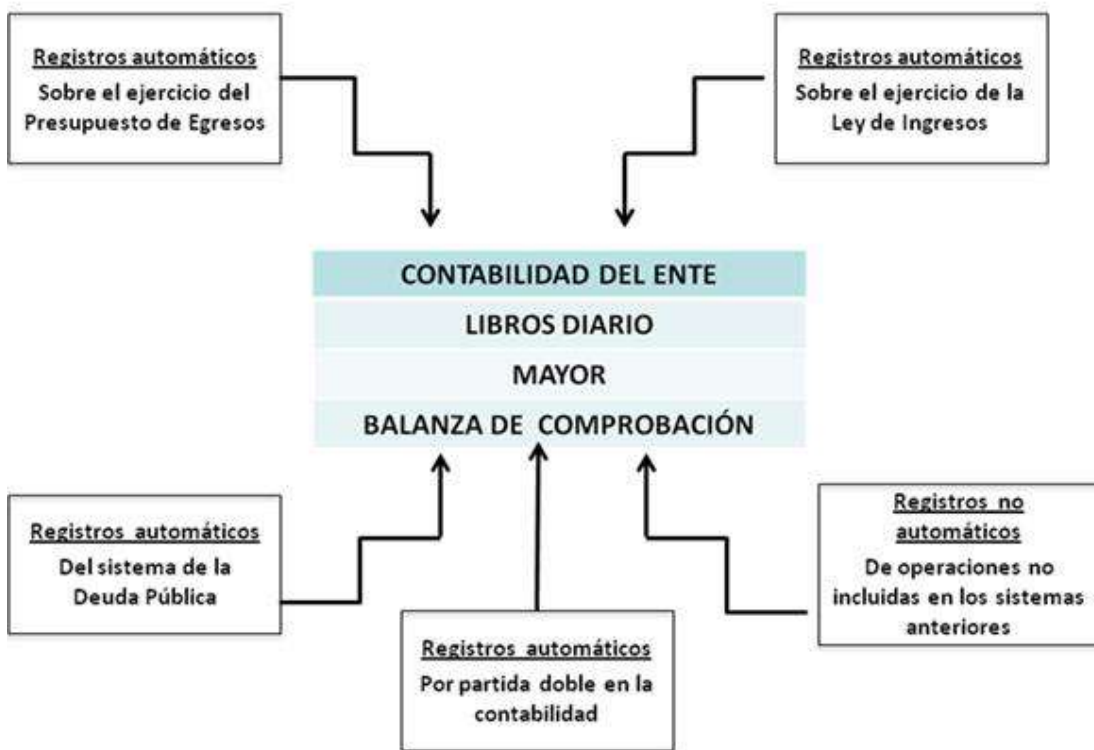 Registros automáticos
Sobre el ejercicio del
Presupuesto de Egresos
Registros automáticos
Sobre el ejercicio de la
Ley de Ingresos
CONTABILIDAD DEL ENTE
LIBROS DIARIO
MAYOR
BALANZA DE COMPROBACIÓN
Registros automáticos
Del sistema de la
Deuda Pública
Registros automáticos
Por partida doble en la
contabilidad
Registros no
automáticos
De operaciones no
incluidas en los sistemas
anteriores